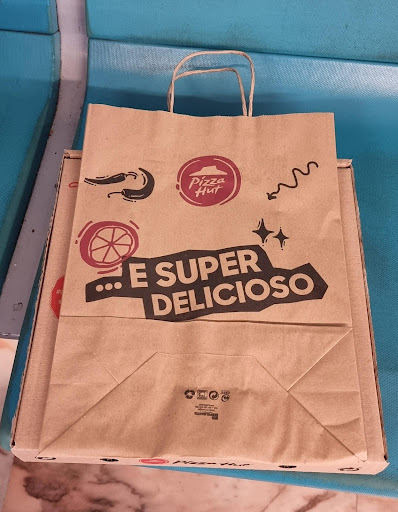 Pizza
Hut
... E SUPER
DELICIOSO
Pizza Hut